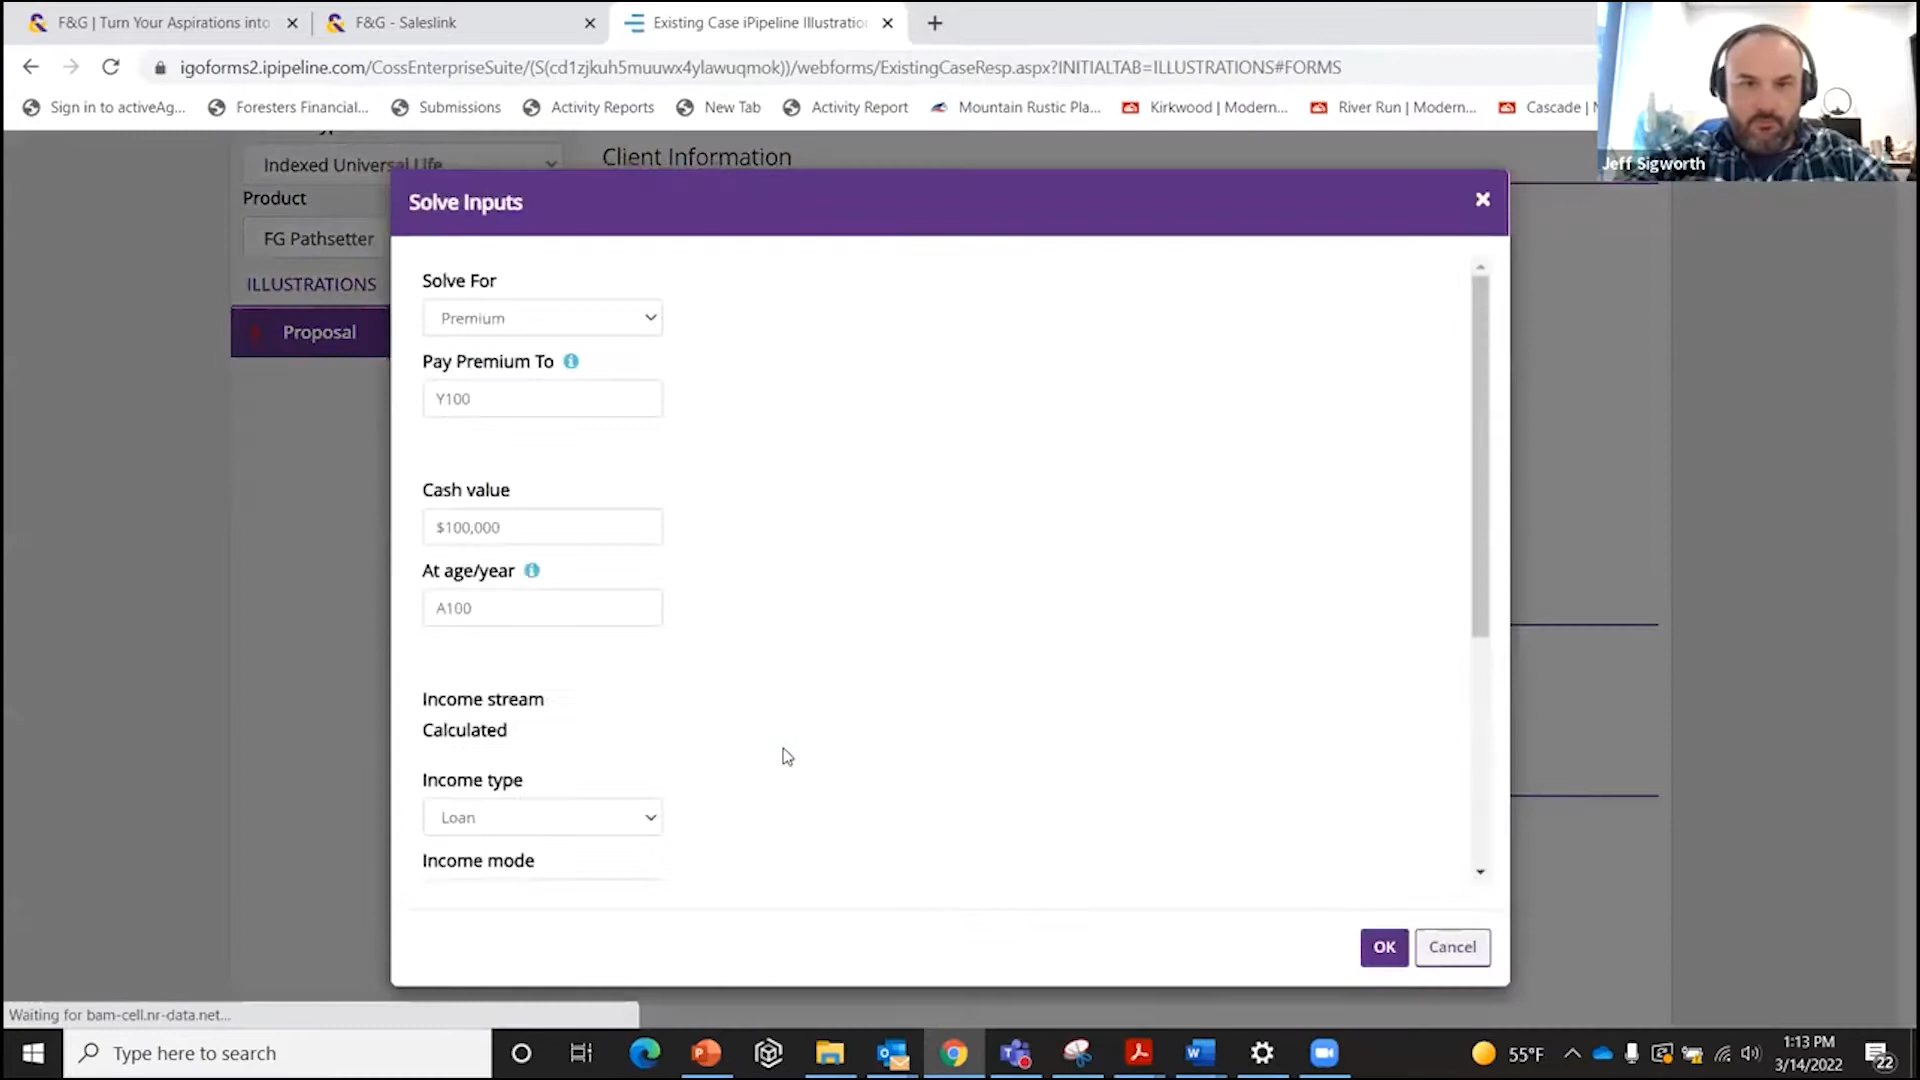 F&G | Turn Your Aspirations into
F&G - Saleslink
Existing Case iPipeline Illustratio
igoforms2.ipipeline.com/CossEnterpriseSuite/(S(cd1zjkuh5muuwx4ylawuqmok))/webforms/ExistingCaseResp.aspx?INITIALTAB=ILLUSTRATIONS#FORMS
Sign in to activeAg...
Foresters Financial...
Submissions
Activity Reports
New Tab
Activity Report
Mountain Rustic Pla...
Kirkwood | Modern...
River Run | Modern...
Cascade | M
Jeff Sigworth
Indexed Universal Life
Client Information
Product
FG Pathsetter
ILLUSTRATIONS
Proposal
Solve Inputs
Solve For
Premium
Pay Premium To
Y100
Cash value
$100,000
At age/year
A100
Income stream
Calculated
Income type
Loan
Income mode
OK
Cancel
Waiting for bam-cell.nr-data.net...
Type here to search
55°F
1:13 PM
3/14/2022
22